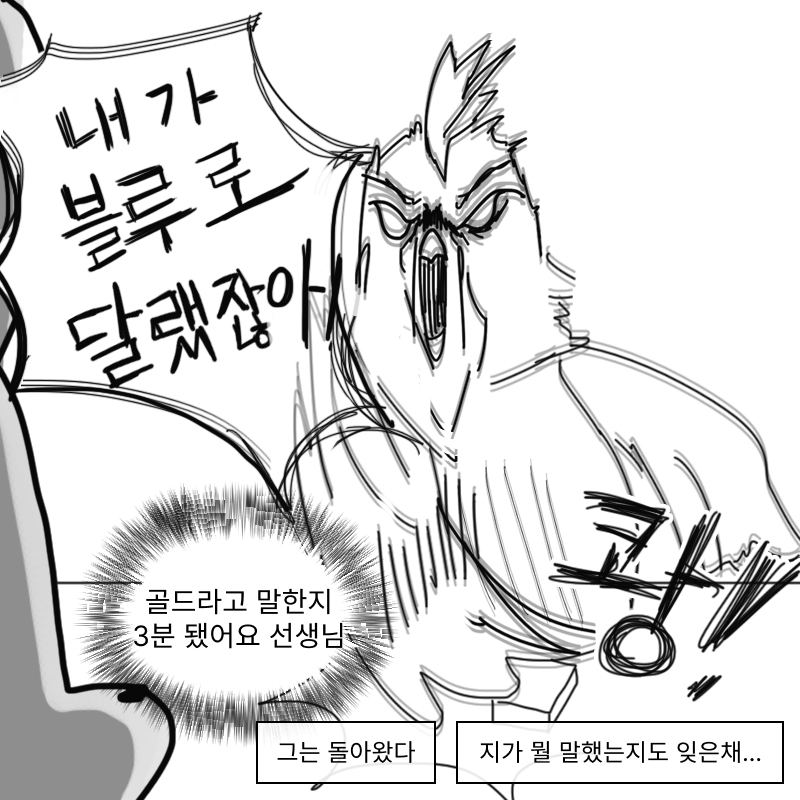 내가
블루로
달랬잖아
쾅!
골드라고 말한지
3분 됐어요 선생님
그는 돌아왔다
지가 뭘 말했는지도 잊은채...